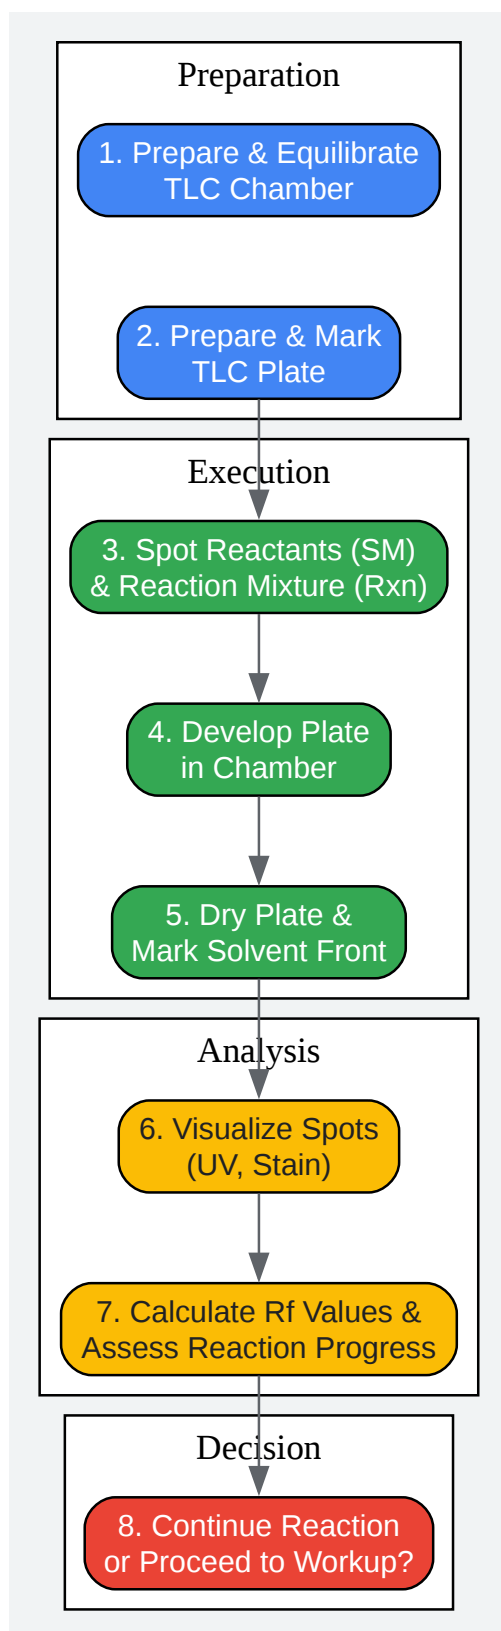 Preparation
1. Prepare & Equilibrate
TLC Chamber
2. Prepare & Mark
TLC Plate
Execution
3. Spot Reactants (SM)
& Reaction Mixture (Rxn)
4. Develop Plate
in Chamber
5. Dry Plate &
Mark Solvent Front
Analysis
6. Visualize Spots
(UV, Stain)
7. Calculate Rf Values &
Assess Reaction Progress
Decision
8. Continue Reaction
or Proceed to Workup?